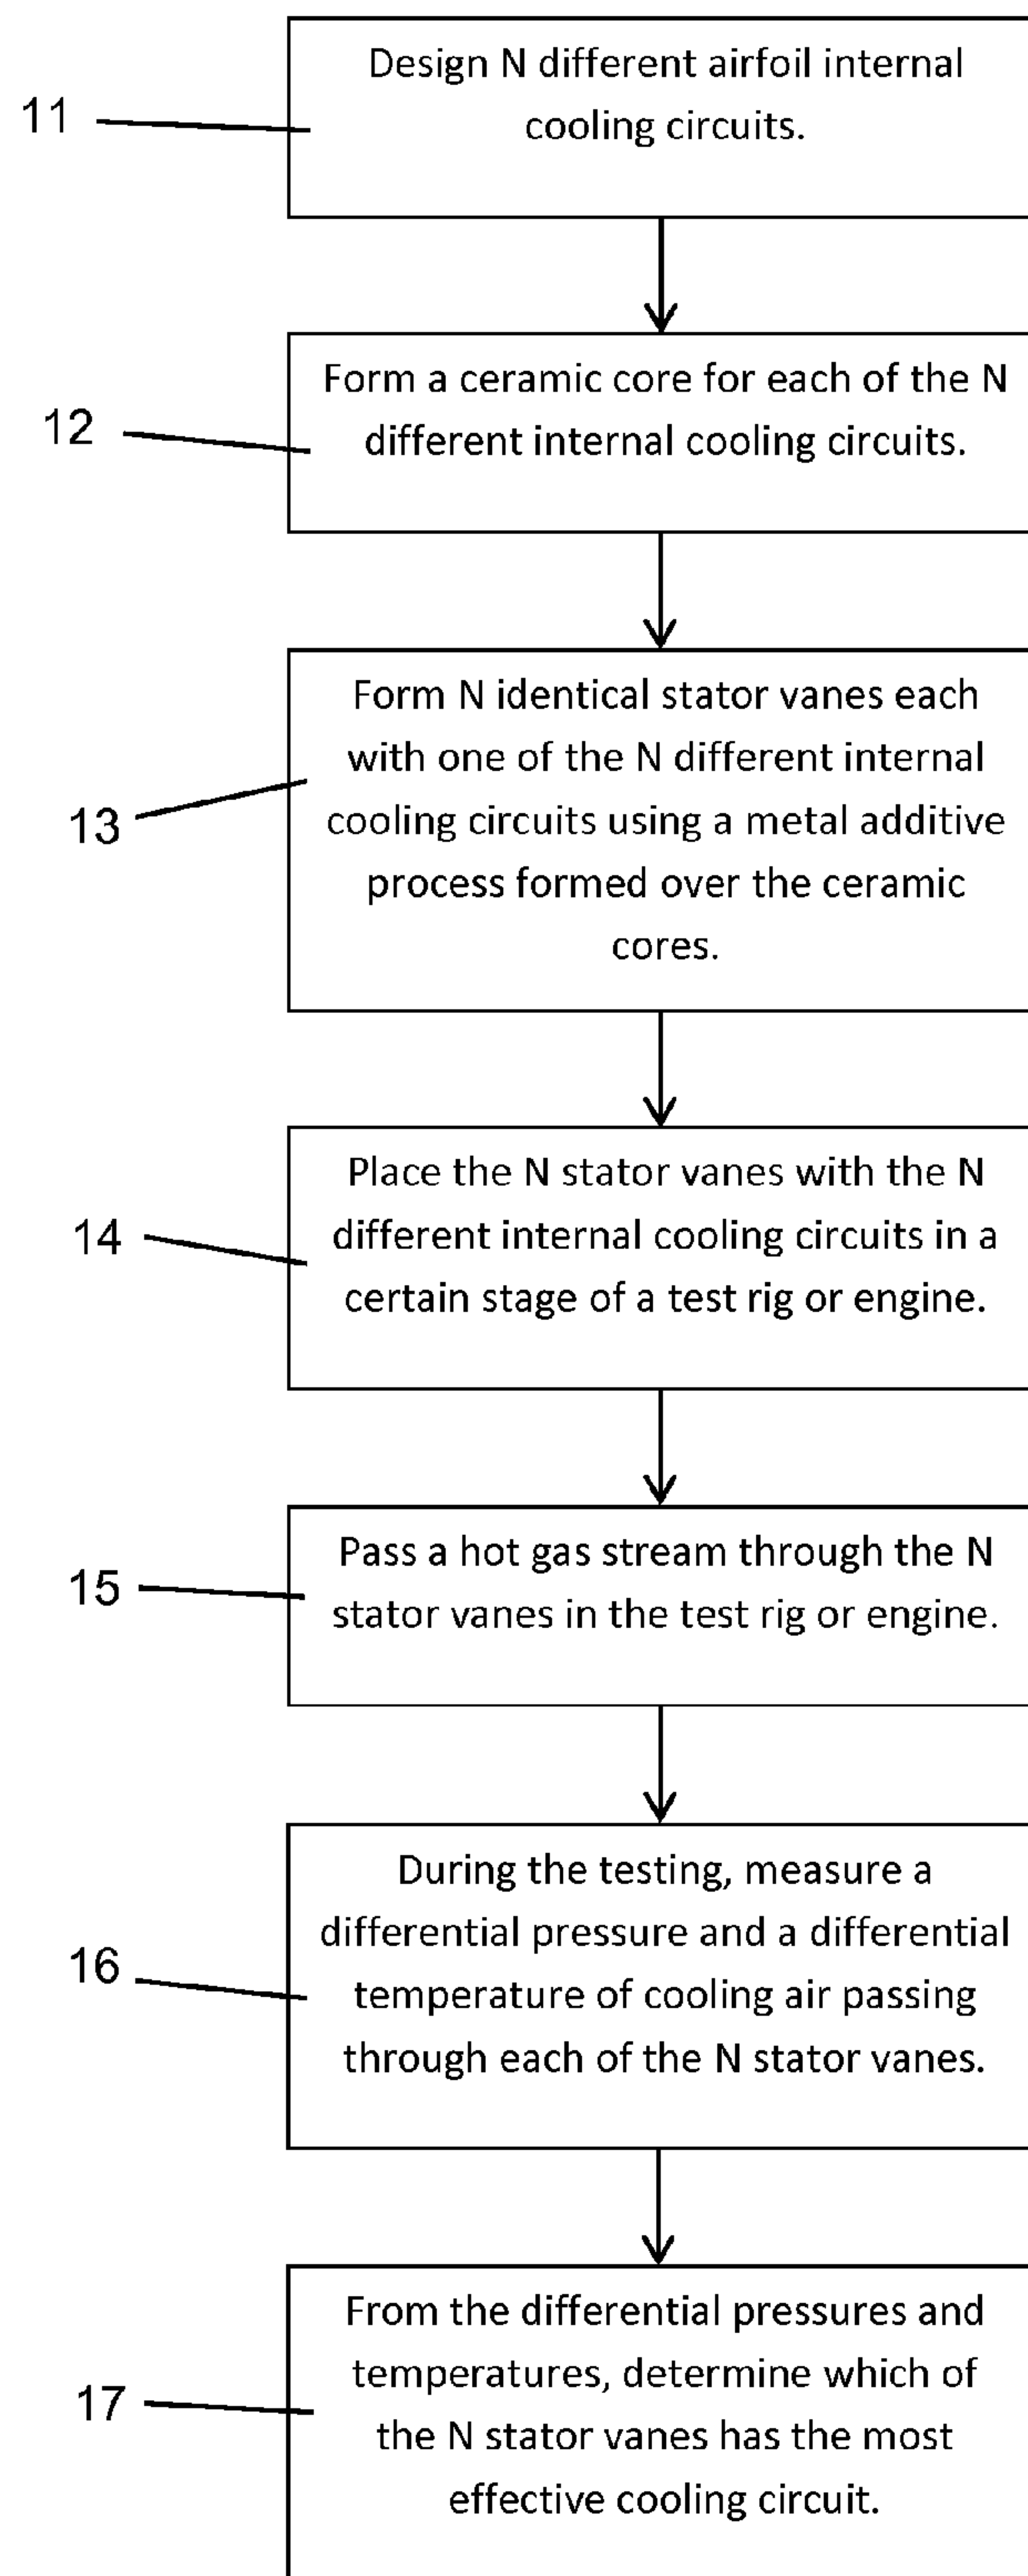 Design N different airfoil internal
cooling circuits.
11
Form a ceramic core for each of the N
different internal cooling circuits.
12
Form N identical stator vanes each
with one of the N different internal
cooling circuits using a metal additive
process formed over the ceramic
cores.
13
Place the N stator vanes with the N
different internal cooling circuits in a
certain stage of a test rig or engine.
14
Pass a hot gas stream through the N
stator vanes in the test rig or engine.
15
During the testing, measure a
differential pressure and a differential
temperature of cooling air passing
through each of the N stator vanes.
16
From the differential pressures and
temperatures, determine which of
the N stator vanes has the most
effective cooling circuit.
17